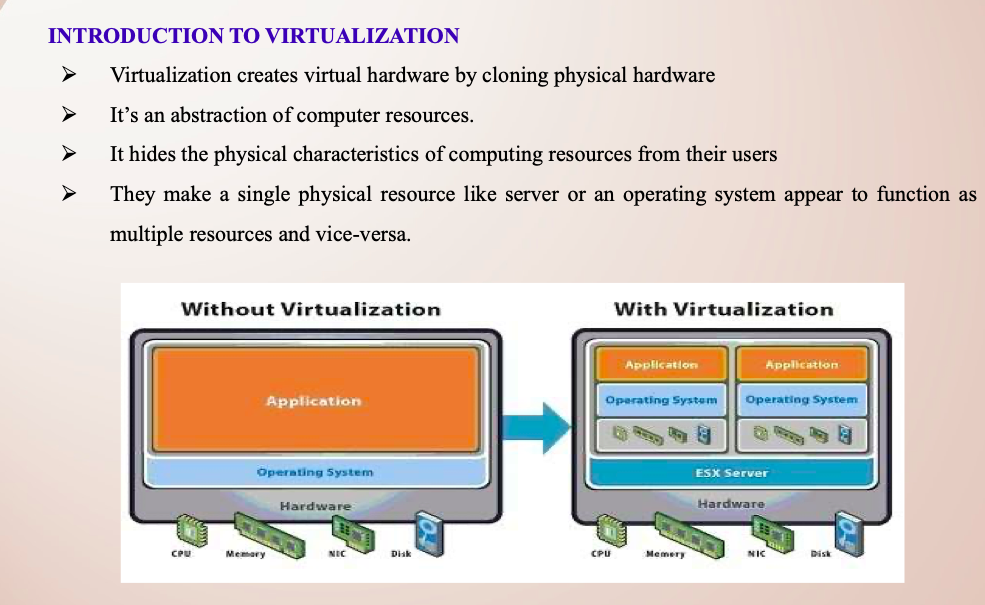 INTRODUCTION TO VIRTUALIZATION
➢ Virtualization creates virtual hardware by cloning physical hardware
➢ It's an abstraction of computer resources.
➢ It hides the physical characteristics of computing resources from their users
➢ They make a single physical resource like server or an operating system appear to function as
multiple resources and vice-versa.
Without Virtualization
Application
Operating System
Hardware
CPU Memory NIC Disk
With Virtualization
Application Application
Operating System Operating System
ESX Server
Hardware
CPU Memory NIC Disk